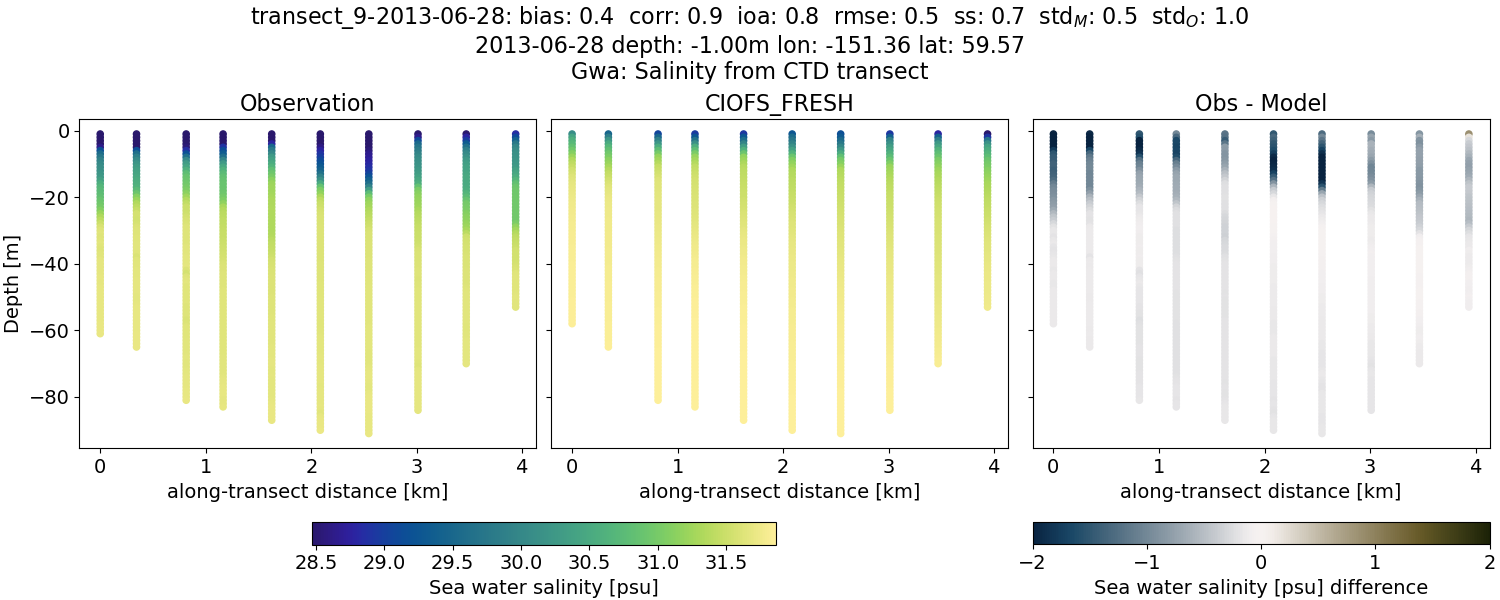 transect_9-2013-06-28: bias: 0.4 corr: 0.9 ioa: 0.8 rmse: 0.5 ss: 0.7 std_M: 0.5 std_O: 1.0
2013-06-28 depth: -1.00m lon: -151.36 lat: 59.57
Gwa: Salinity from CTD transect
Observation
CIOFS_FRESH
Obs - Model
0
−20
−40
−60
−80
Depth [m]
0 1 2 3 4
0 1 2 3 4
0 1 2 3 4
along-transect distance [km]
along-transect distance [km]
along-transect distance [km]
28.5 29.0 29.5 30.0 30.5 31.0 31.5
−2 −1 0 1 2
Sea water salinity [psu]
Sea water salinity [psu] difference